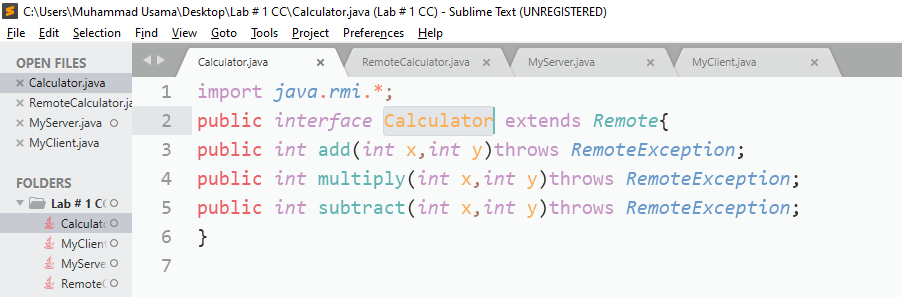 C:\Users\Muhammad Usama\Desktop\Lab # 1 CC\Calculator.java (Lab # 1 CC) - Sublime Text (UNREGISTERED)
File Edit Selection Find View Goto Tools Project Preferences Help
OPEN FILES
Calculator.java
RemoteCalculator.ja
MyServer.java
MyClient.java
FOLDERS
Lab # 1 CC
Calculato
MyClient
MyServe
RemoteC
Calculator.java RemoteCalculator.java MyServer.java MyClient.java
1 import java.rmi.*;
2 public interface Calculator extends Remote{
3 public int add(int x,int y)throws RemoteException;
4 public int multiply(int x,int y)throws RemoteException;
5 public int subtract(int x,int y)throws RemoteException;
6 }
7